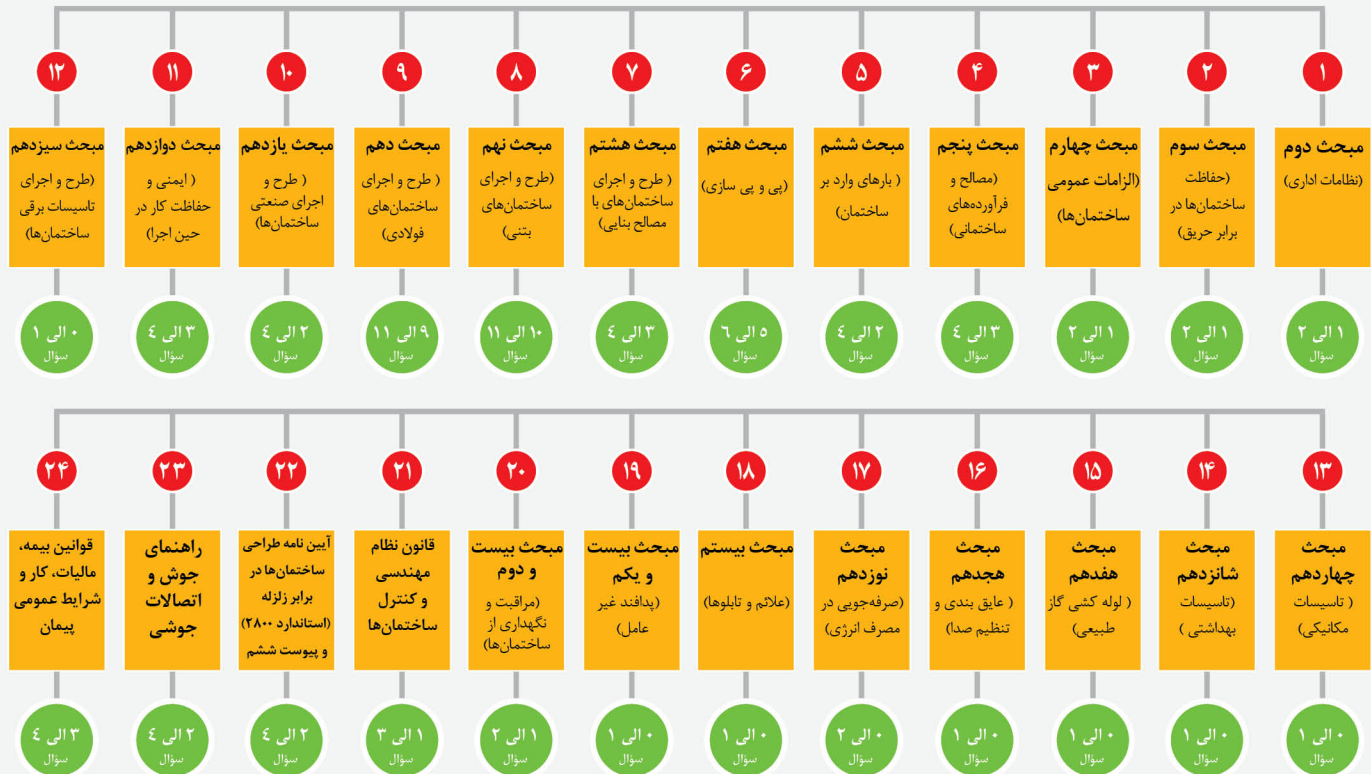 ۱
مبحث دوم
(نظامات اداری)
۱ الی ۲
سؤال
۲
مبحث سوم
(حفاظت
ساختمان‌ها در
برابر حریق)
۱ الی ۲
سؤال
۳
مبحث چهارم
(الزامات عمومی
ساختمان‌ها)
۱ الی ۲
سؤال
۴
مبحث پنجم
(مصالح و
فرآورده‌های
ساختمانی)
۳ الی ٤
سؤال
۵
مبحث ششم
( بارهای وارد بر
ساختمان)
۲ الی ٤
سؤال
۶
مبحث هفتم
(پی و پی سازی)
٥ الی ٦
سؤال
۷
مبحث هشتم
( طرح و اجرای
ساختمان‌های با
مصالح بنایی)
۳ الی ٤
سؤال
۸
مبحث نهم
(طرح و اجرای
ساختمان‌های
بتنی)
۱۰ الی ۱۱
سؤال
۹
مبحث دهم
( طرح و اجرای
ساختمان‌های
فولادی)
۹ الی ۱۱
سؤال
۱۰
مبحث یازدهم
( طرح و
اجرای صنعتی
ساختمان‌ها)
۲ الی ٤
سؤال
۱۱
مبحث دوازدهم
( ایمنی و
حفاظت کار در
حین اجرا)
۳ الی ٤
سؤال
۱۲
مبحث سیزدهم
(طرح و اجرای
تاسیسات برقی
ساختمان‌ها)
۰ الی ۱
سؤال
۱۳
مبحث
چهاردهم
( تاسیسات
مکانیکی)
۰ الی ۱
سؤال
۱۴
مبحث
شانزدهم
(تاسیسات
بهداشتی )
۰ الی ۱
سؤال
۱۵
مبحث
هفدهم
( لوله کشی گاز
طبیعی)
۰ الی ۱
سؤال
۱۶
مبحث
هجدهم
( عایق بندی و
تنظیم صدا)
۰ الی ۱
سؤال
۱۷
مبحث
نوزدهم
(صرفه‌جویی در
مصرف انرژی)
۰ الی ۲
سؤال
۱۸
مبحث بیستم
(علائم و تابلوها)
۰ الی ۱
سؤال
۱۹
مبحث بیست
و یکم
(پدافند غیر
عامل)
۰ الی ۱
سؤال
۲۰
مبحث بیست
و دوم
(مراقبت و
نگهداری از
ساختمان‌ها)
۱ الی ۲
سؤال
۲۱
قانون نظام
مهندسی
و کنترل
ساختمان‌ها
۱ الی ۳
سؤال
۲۲
آیین نامه طراحی
ساختمان‌ها در
برابر زلزله
(استاندارد ۲۸۰۰)
و پیوست ششم
۲ الی ٤
سؤال
۲۳
راهنمای
جوش و
اتصالات
جوشی
۲ الی ٤
سؤال
۲۴
قوانین بیمه،
مالیات، کار و
شرایط عمومی
پیمان
۳ الی ٤
سؤال